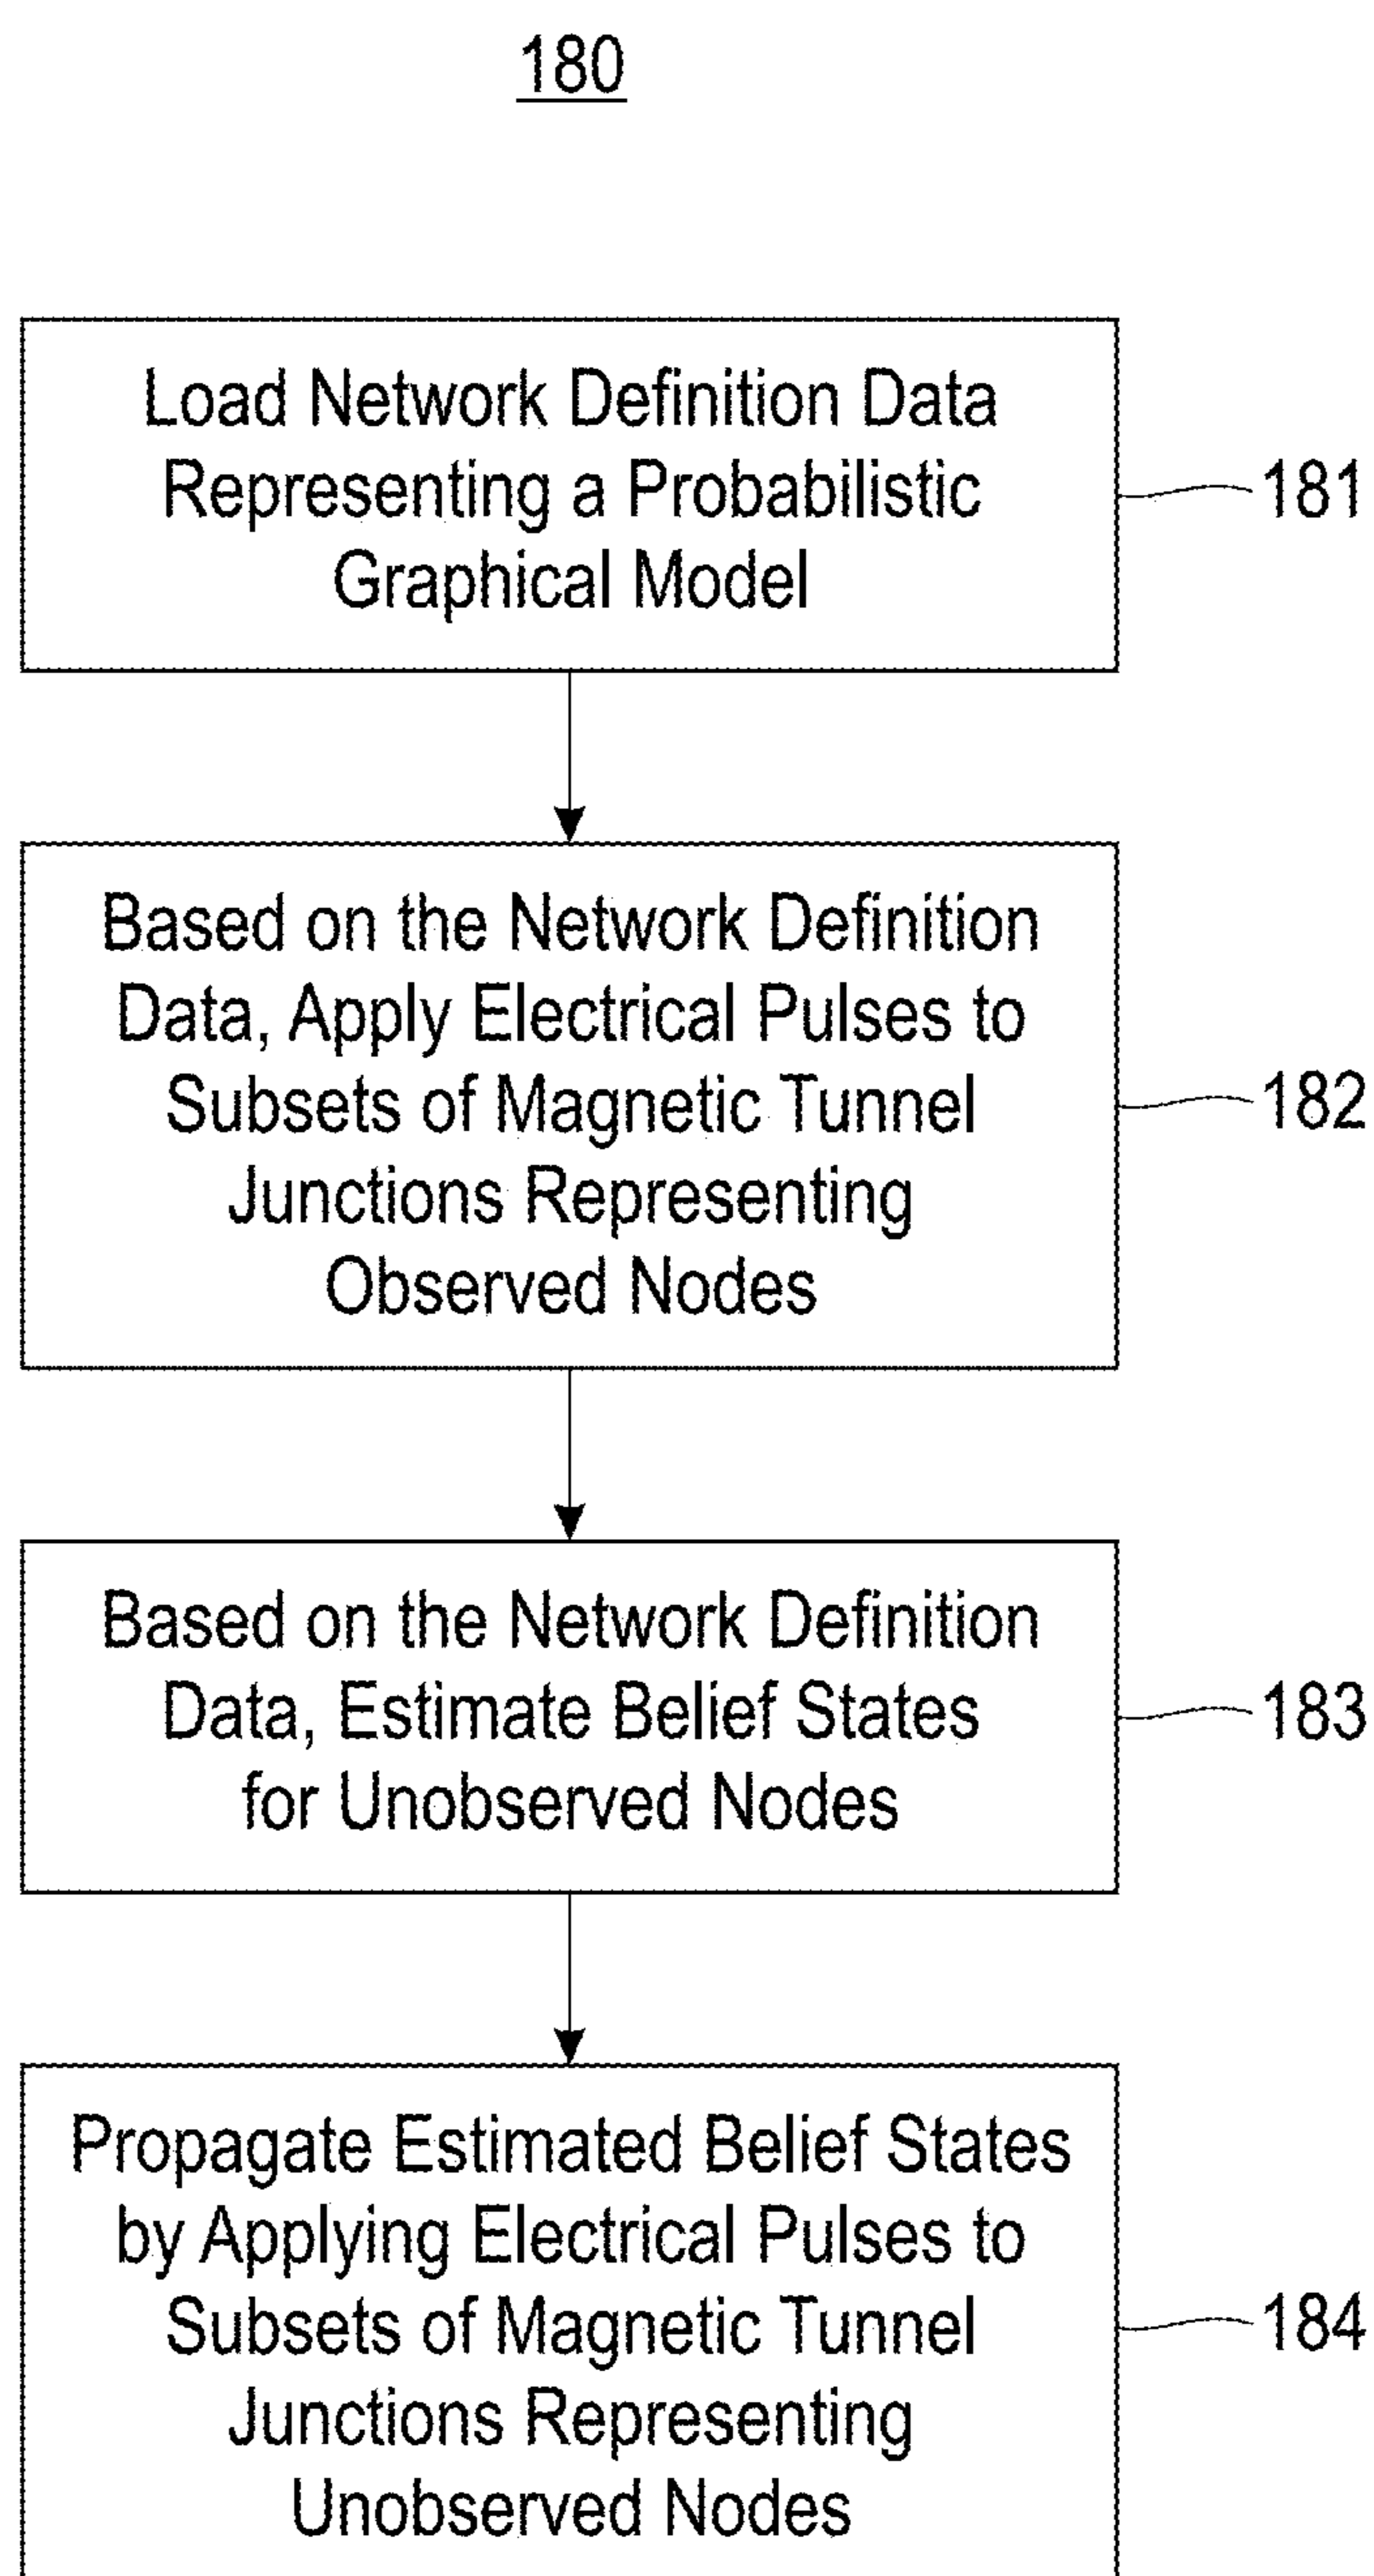 180
Load Network Definition Data
Representing a Probabilistic
Graphical Model
181
Based on the Network Definition
Data, Apply Electrical Pulses to
Subsets of Magnetic Tunnel
Junctions Representing
Observed Nodes
182
Based on the Network Definition
Data, Estimate Belief States
for Unobserved Nodes
183
Propagate Estimated Belief States
by Applying Electrical Pulses to
Subsets of Magnetic Tunnel
Junctions Representing
Unobserved Nodes
184